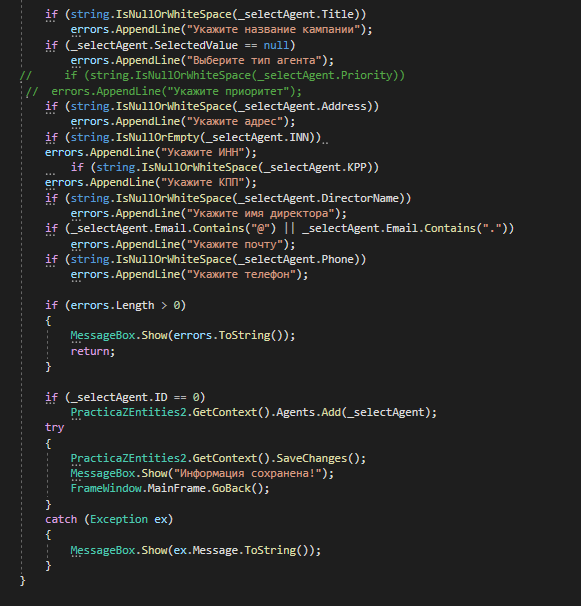 if (string.IsNullOrWhiteSpace(_selectAgent.Title))
errors.AppendLine("Укажите название кампании");
if (_selectAgent.SelectedValue == null)
errors.AppendLine("Выберите тип агента");
//     if (string.IsNullOrWhiteSpace(_selectAgent.Priority))
//  errors.AppendLine("Укажите приоритет");
if (string.IsNullOrWhiteSpace(_selectAgent.Address))
errors.AppendLine("Укажите адрес");
if (string.IsNullOrEmpty(_selectAgent.INN))
errors.AppendLine("Укажите ИНН");
if (string.IsNullOrWhiteSpace(_selectAgent.KPP))
errors.AppendLine("Укажите КПП");
if (string.IsNullOrWhiteSpace(_selectAgent.DirectorName))
errors.AppendLine("Укажите имя директора");
if (_selectAgent.Email.Contains("@") || _selectAgent.Email.Contains("."))
errors.AppendLine("Укажите почту");
if (string.IsNullOrWhiteSpace(_selectAgent.Phone))
errors.AppendLine("Укажите телефон");
if (errors.Length > 0)
{
MessageBox.Show(errors.ToString());
return;
}
if (_selectAgent.ID == 0)
PracticaZEntities2.GetContext().Agents.Add(_selectAgent);
try
{
PracticaZEntities2.GetContext().SaveChanges();
MessageBox.Show("Информация сохранена!");
FrameWindow.MainFrame.GoBack();
}
catch (Exception ex)
{
MessageBox.Show(ex.Message.ToString());
}
}